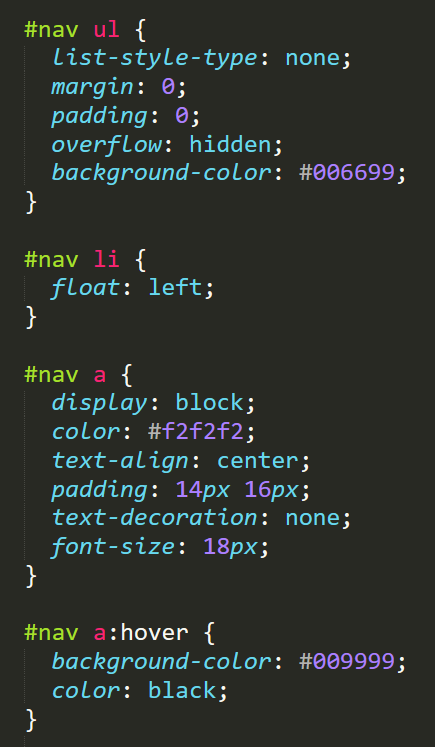 #nav ul {
  list-style-type: none;
  margin: 0;
  padding: 0;
  overflow: hidden;
  background-color: #006699;
}

#nav li {
  float: left;
}

#nav a {
  display: block;
  color: #f2f2f2;
  text-align: center;
  padding: 14px 16px;
  text-decoration: none;
  font-size: 18px;
}

#nav a:hover {
  background-color: #009999;
  color: black;
}